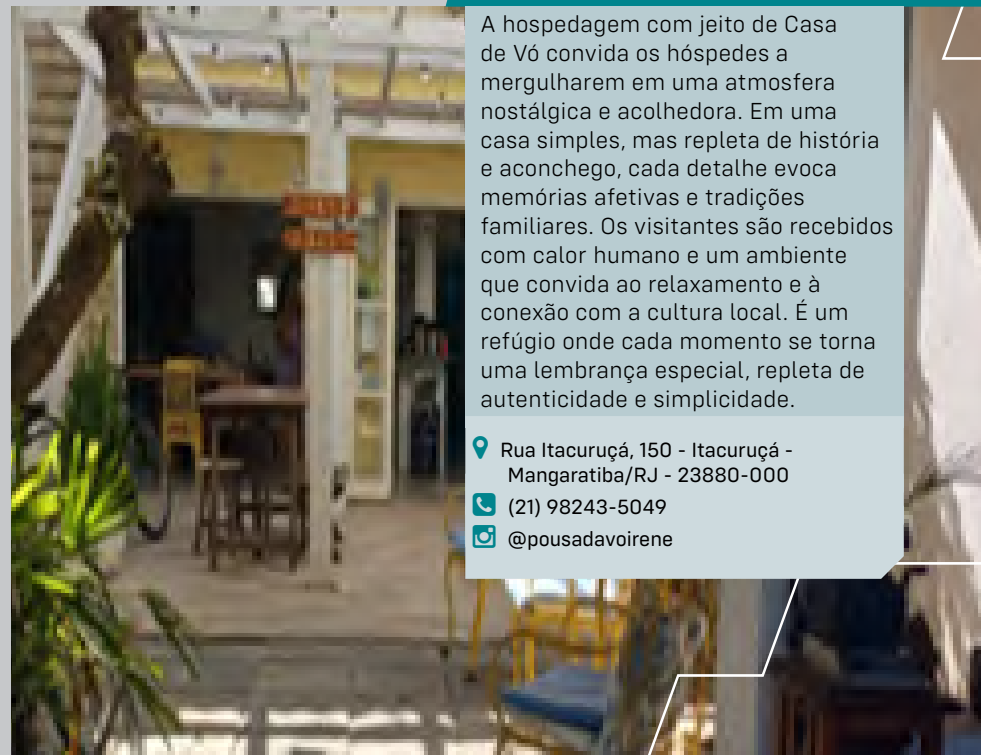 A hospedagem com jeito de Casa
de Vó convida os hóspedes a
mergulharem em uma atmosfera
nostálgica e acolhedora. Em uma
casa simples, mas repleta de história
e aconchego, cada detalhe evoca
memórias afetivas e tradições
familiares. Os visitantes são recebidos
com calor humano e um ambiente
que convida ao relaxamento e à
conexão com a cultura local. É um
refúgio onde cada momento se torna
uma lembrança especial, repleta de
autenticidade e simplicidade.
Rua Itacuruçá, 150 - Itacuruçá -
Mangaratiba/RJ - 23880-000
(21) 98243-5049
@pousadavoirene